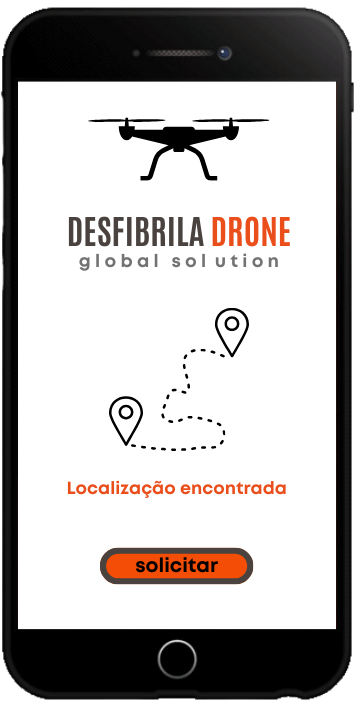 DESFIBRILA DRONE
global solution
Localização encontrada
solicitar